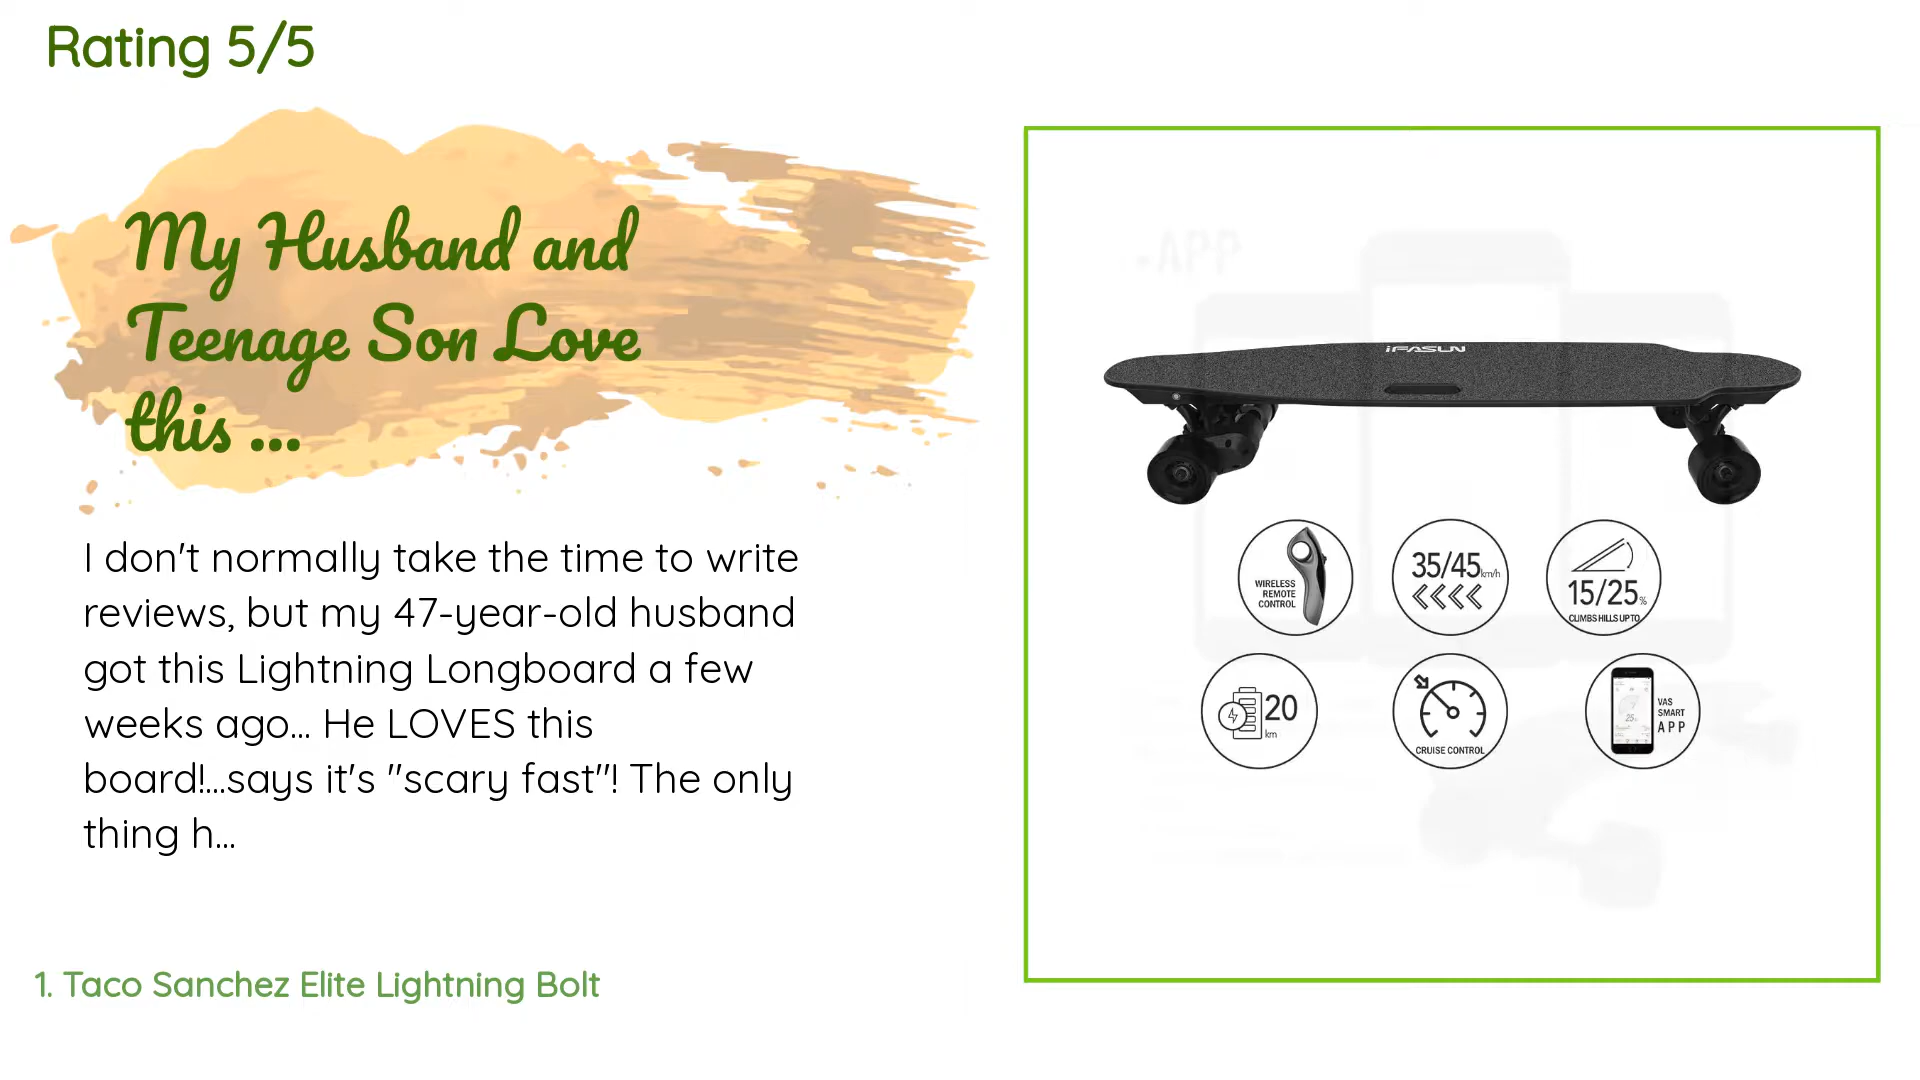 Rating 5/5
My Husband and
Teenage Son Love
this ...
I don't normally take the time to write
reviews, but my 47-year-old husband
got this Lightning Longboard a few
weeks ago... He LOVES this
board!...says it's "scary fast"! The only
thing h...
1. Taco Sanchez Elite Lightning Bolt
APP
iFASUN
WIRELESS
REMOTE
CONTROL
35/45km/h
15/25%
CLIMBS HILLS UP TO
20
km
CRUISE CONTROL
VAS
SMART
APP